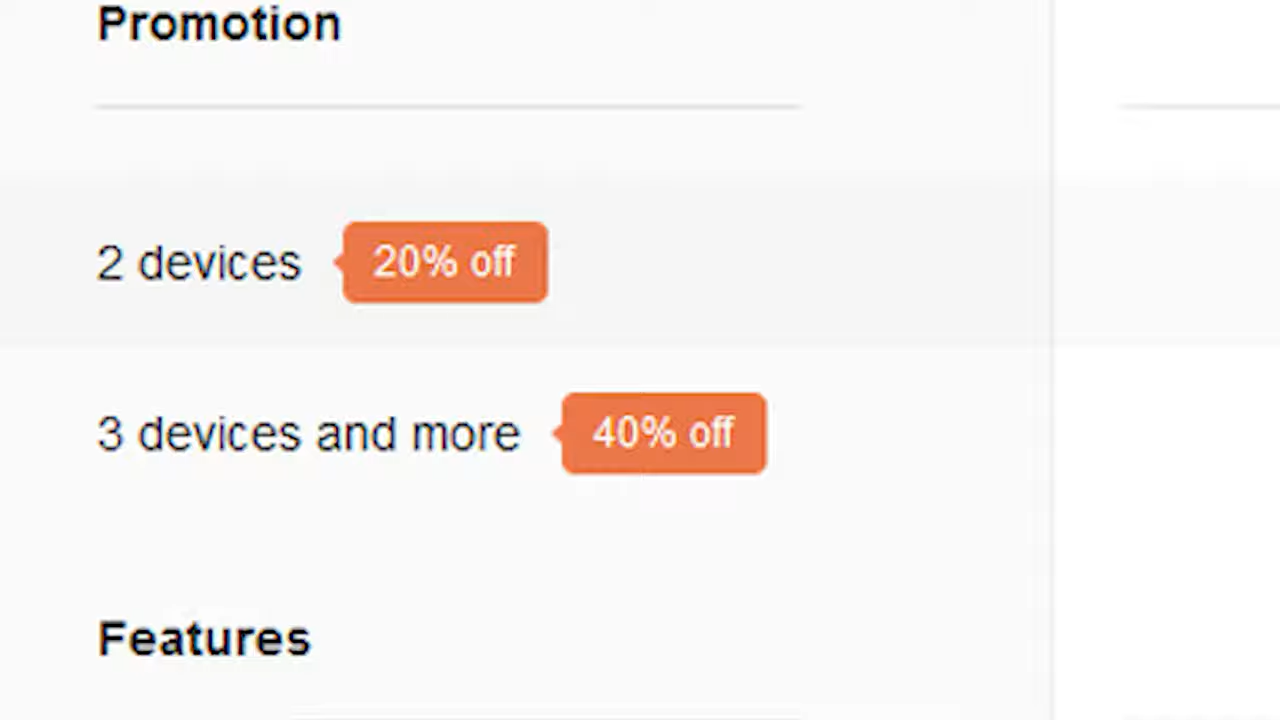 Promotion
2 devices 20% off
3 devices and more 40% off
Features